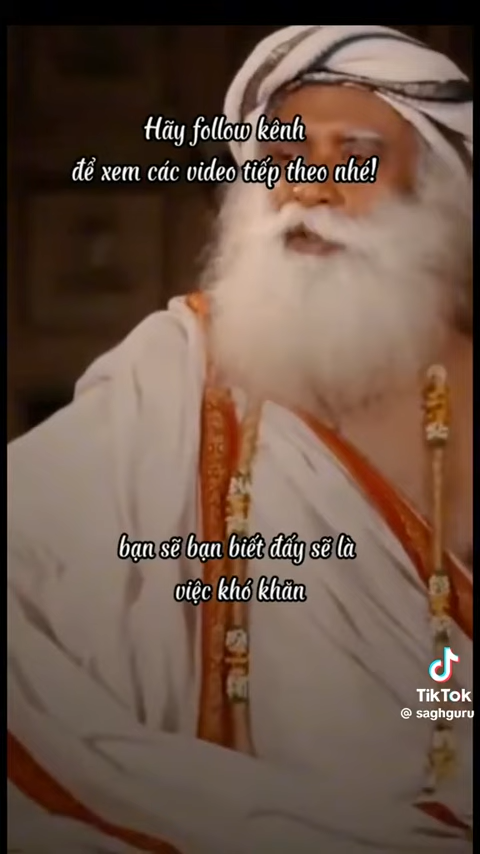 Hãy follow kênh
để xem các video tiếp theo nhé!
bạn sẽ bạn biết đấy sẽ là
việc khó khăn
TikTok
@ saghguru